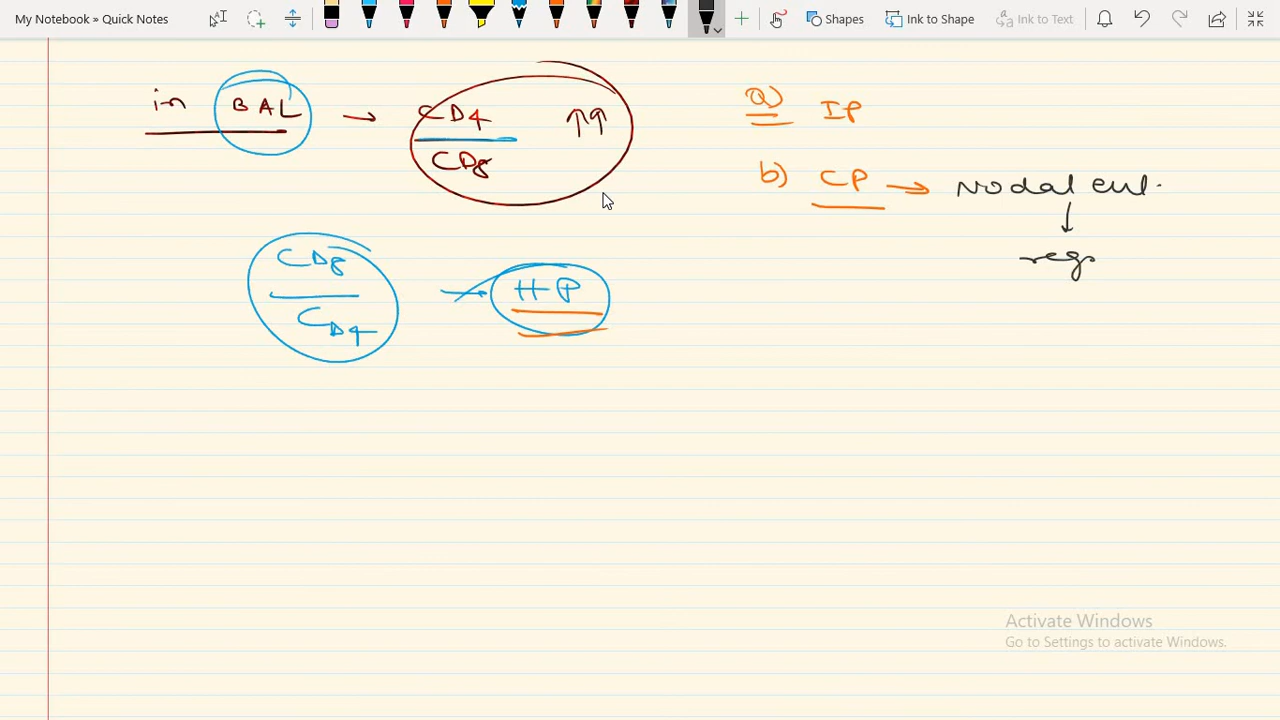 My Notebook » Quick Notes
Shapes
Ink to Shape
Ink to Text
in BAL → CD4 ↑↑
CD8
a) IP
b) CP → Nodal enl.
↓
regs
CD8
CD4
→ HP
Activate Windows
Go to Settings to activate Windows.